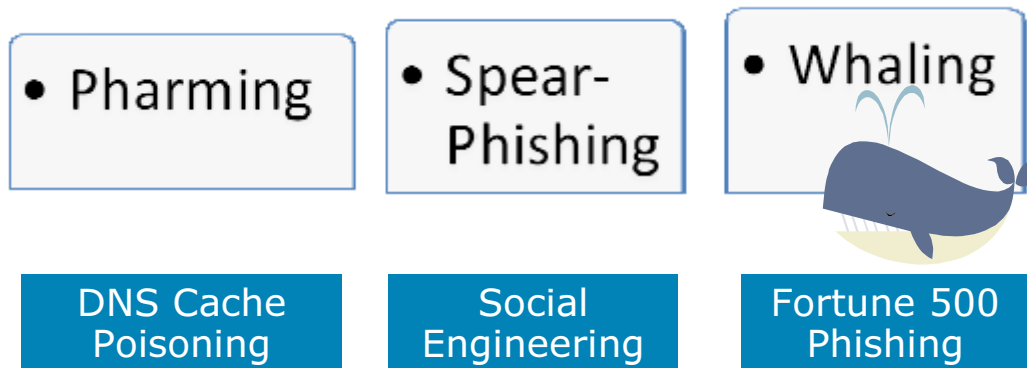 • Pharming
• Spear-
Phishing
• Whaling
DNS Cache
Poisoning
Social
Engineering
Fortune 500
Phishing